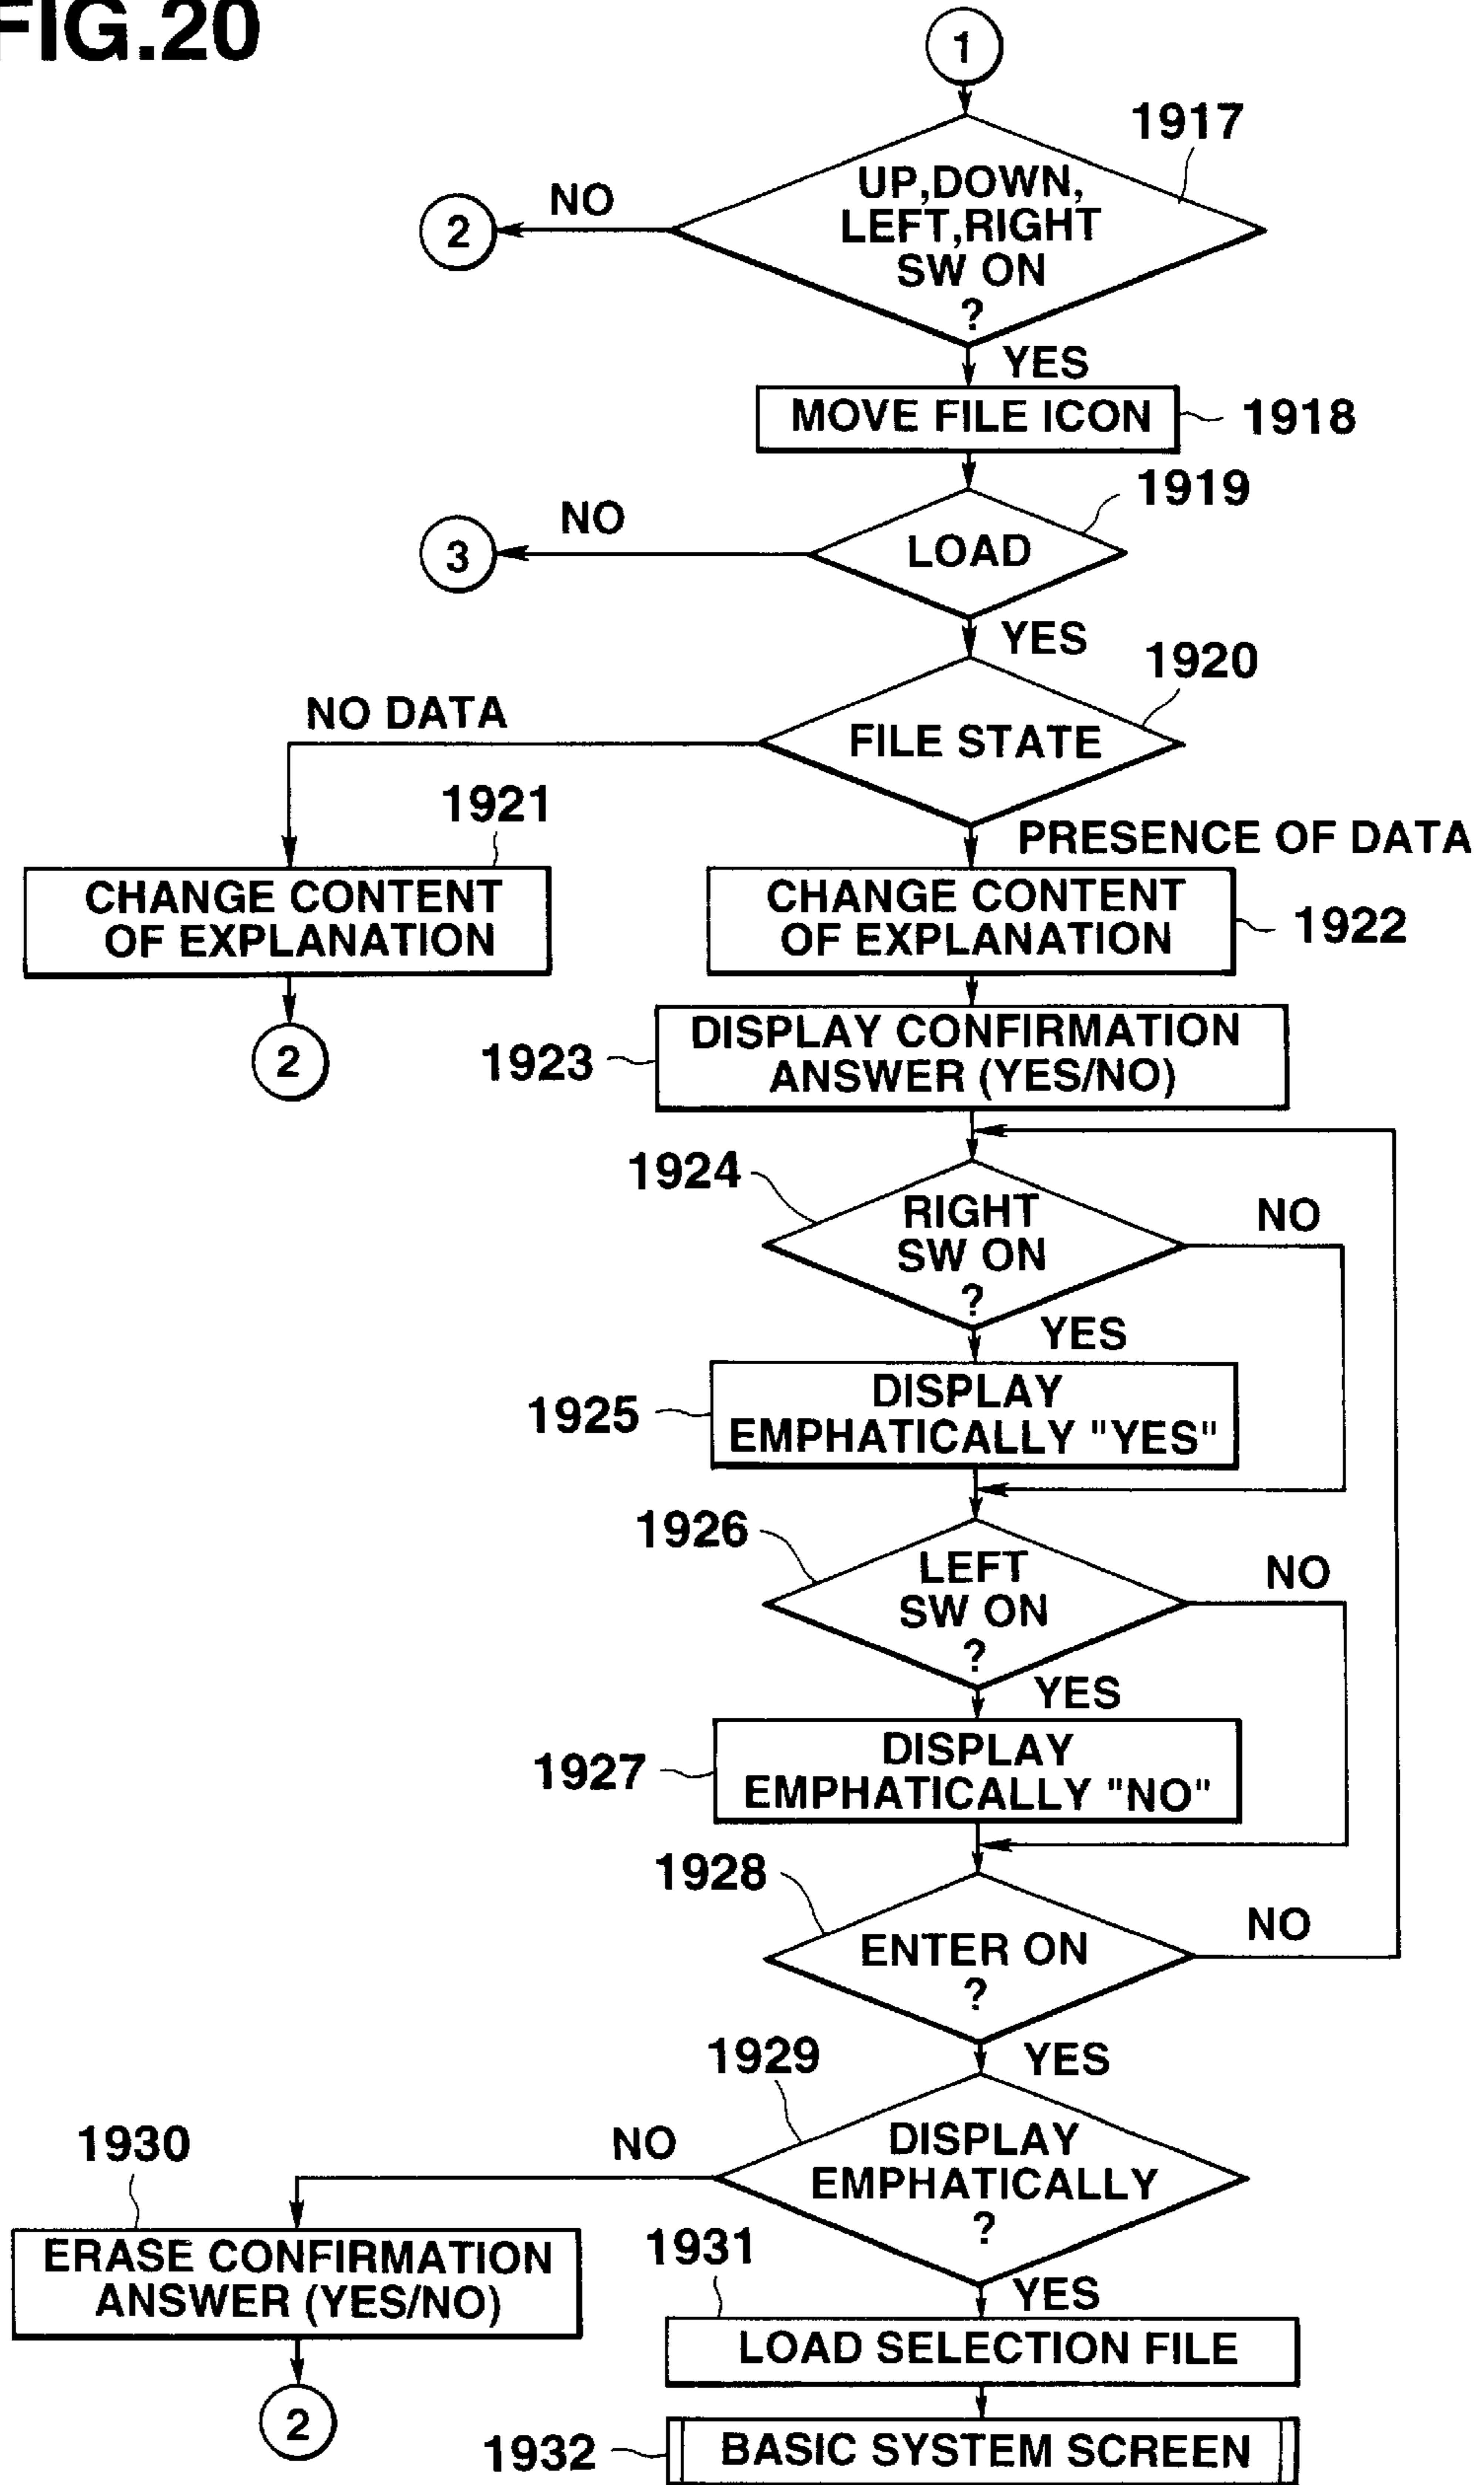 FIG.20
1
1917
UP,DOWN,
LEFT,RIGHT
SW ON
?
NO
2
YES
MOVE FILE ICON
1918
1919
LOAD
NO
3
YES
1920
FILE STATE
NO DATA
1921
PRESENCE OF DATA
CHANGE CONTENT
OF EXPLANATION
2
CHANGE CONTENT
OF EXPLANATION
1922
1923
DISPLAY CONFIRMATION
ANSWER (YES/NO)
1924
RIGHT
SW ON
?
NO
YES
1925
DISPLAY
EMPHATICALLY "YES"
1926
LEFT
SW ON
?
NO
YES
1927
DISPLAY
EMPHATICALLY "NO"
1928
ENTER ON
?
NO
YES
1929
DISPLAY
EMPHATICALLY
?
NO
1930
ERASE CONFIRMATION
ANSWER (YES/NO)
2
YES
1931
LOAD SELECTION FILE
1932
BASIC SYSTEM SCREEN